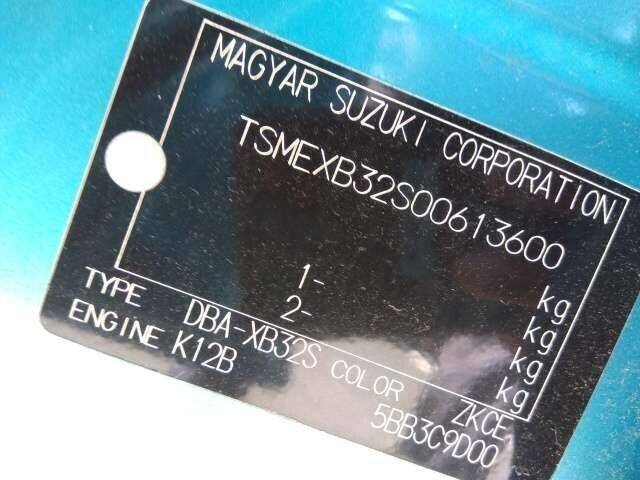 MAGYAR SUZUKI CORPORATION
TSMEXB32S00613600
kg
1- kg
2- kg
kg
TYPE DBA-XB32S COLOR ZKCE
ENGINE K12B 5BB3C9D00